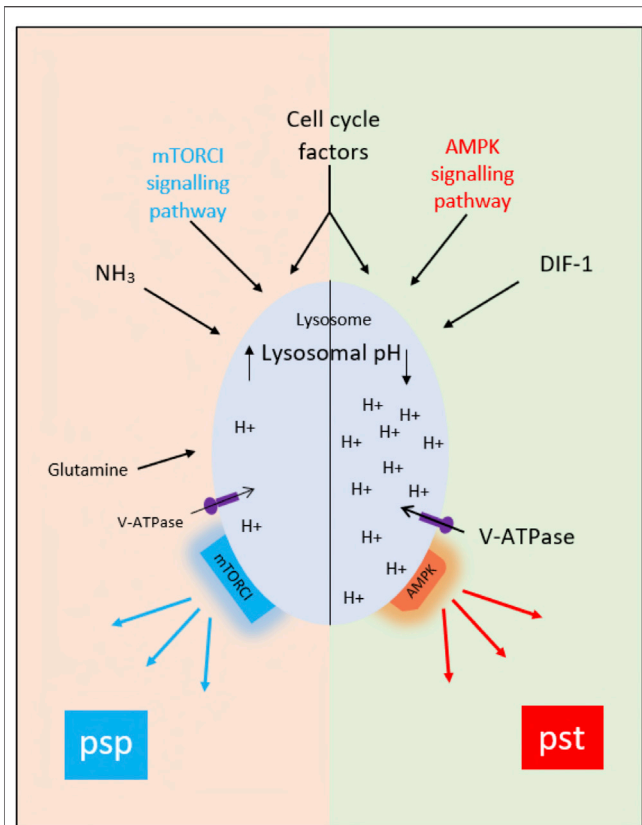 Cell cycle
factors
mTORCI
signalling
pathway
AMPK
signalling
pathway
NH₃
DIF-1
Lysosome
Lysosomal pH
H+
H+
H+
H+
H+
H+
H+
H+
H+
Glutamine
V-ATPase
H+
H+
V-ATPase
mTORCI
H+
AMPK
H+
psp
pst